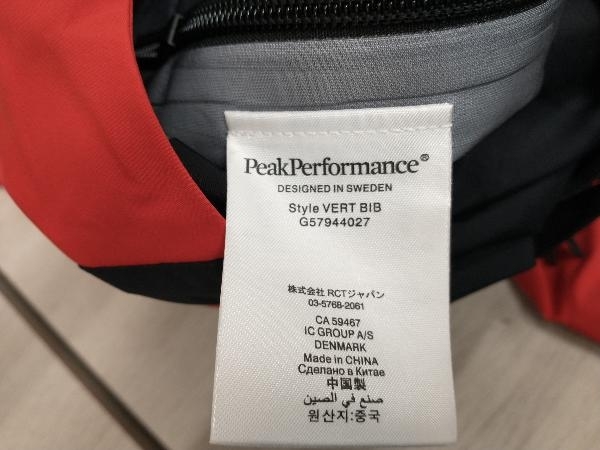 PeakPerformance®
DESIGNED IN SWEDEN
Style VERT BIB
G57944027
株式会社 RCTジャパン
03-5768-2061
CA 59467
IC GROUP A/S
DENMARK
Made in CHINA
Сделано в Китае
中国製
صنع في الصين
원산지:중국